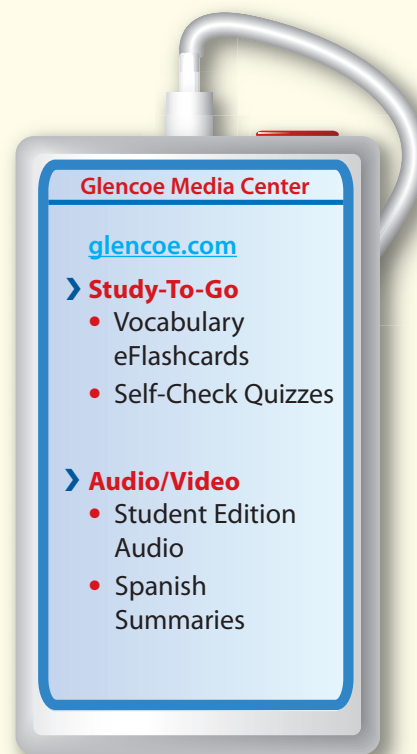 Glencoe Media Center
glencoe.com
❯ Study-To-Go
• Vocabulary
eFlashcards
• Self-Check Quizzes
❯ Audio/Video
• Student Edition
Audio
• Spanish
Summaries